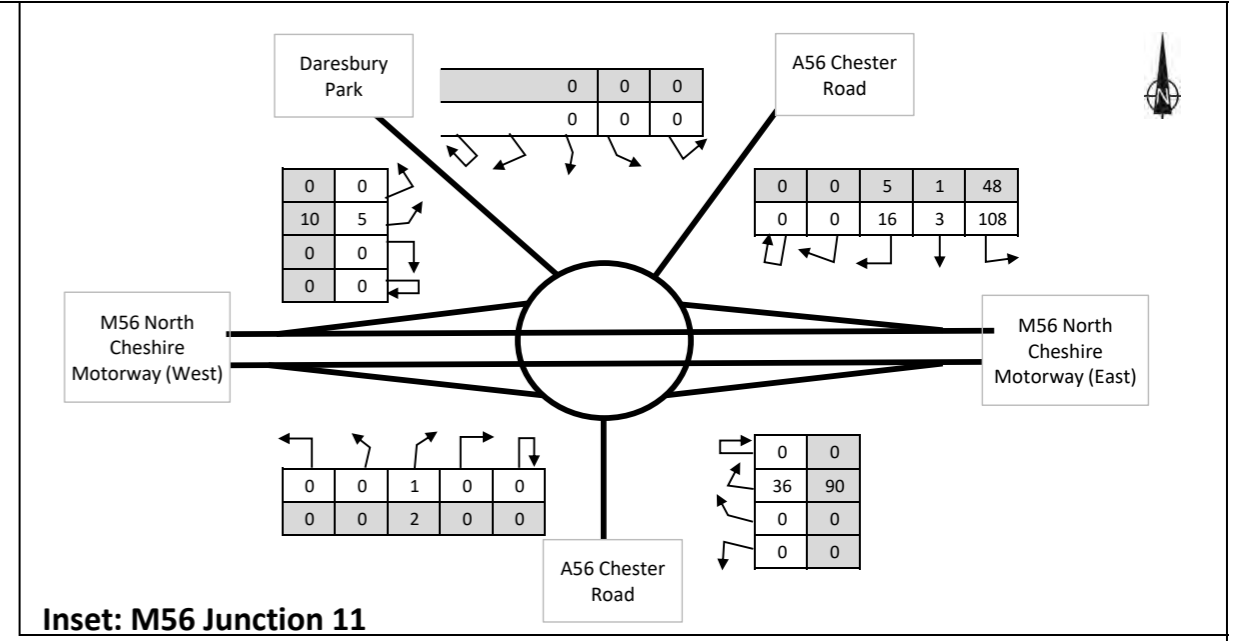 Daresbury
Park
0 0 0
0 0 0
A56 Chester
Road
N
0 0
10 5
0 0
0 0
0 0 5 1 48
0 0 16 3 108
M56 North
Cheshire
Motorway (West)
M56 North
Cheshire
Motorway (East)
0 0 1 0 0
0 0 2 0 0
0 0
36 90
0 0
0 0
A56 Chester
Road
Inset: M56 Junction 11